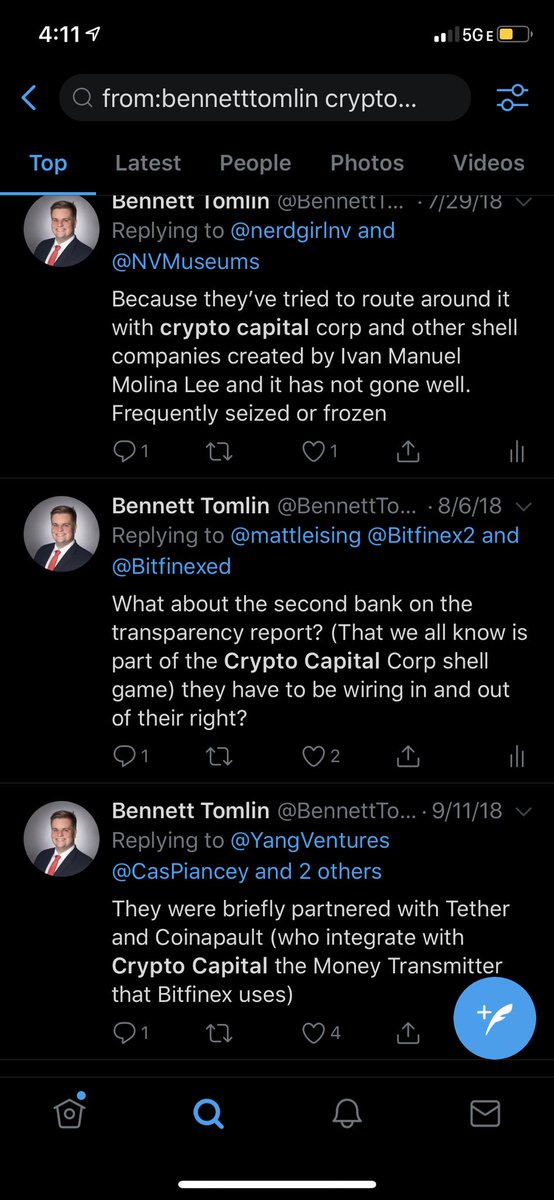 4:11
5GE
from:bennetttomlin crypto...
Top Latest People Photos Videos
Bennett Tomlin @BennettT... · 7/29/18
Replying to @nerdgirlnv and
@NVMuseums
Because they’ve tried to route around it
with crypto capital corp and other shell
companies created by Ivan Manuel
Molina Lee and it has not gone well.
Frequently seized or frozen
1 1
Bennett Tomlin @BennettTo... · 8/6/18
Replying to @mattleising @Bitfinex2 and
@Bitfinexed
What about the second bank on the
transparency report? (That we all know is
part of the Crypto Capital Corp shell
game) they have to be wiring in and out
of their right?
1 2
Bennett Tomlin @BennettTo... · 9/11/18
Replying to @YangVentures
@CasPiancey and 2 others
They were briefly partnered with Tether
and Coinapault (who integrate with
Crypto Capital the Money Transmitter
that Bitfinex uses)
1 4